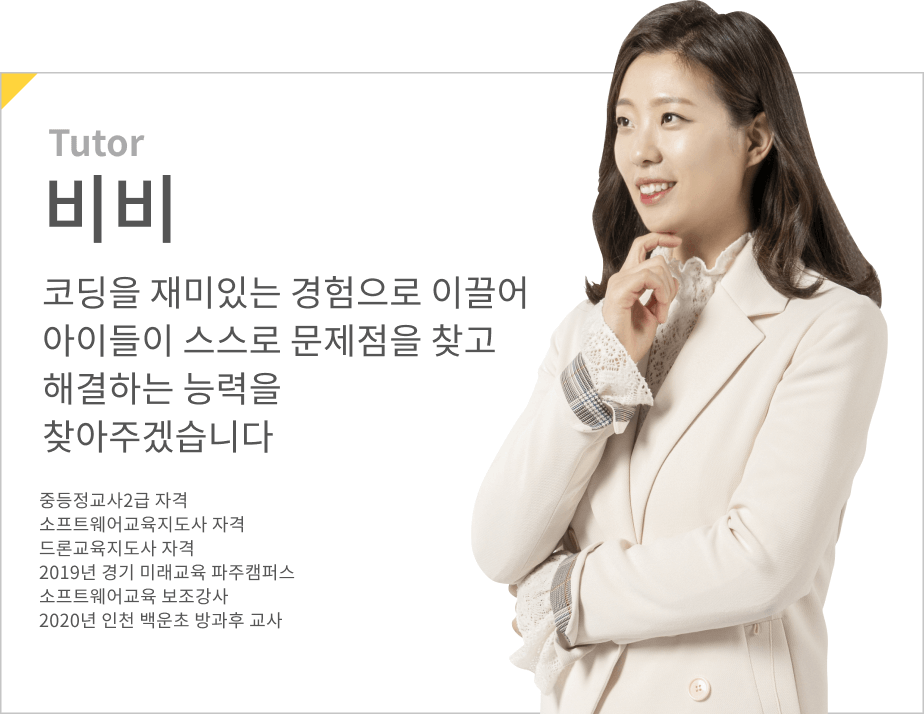 Tutor
비비
코딩을 재미있는 경험으로 이끌어
아이들이 스스로 문제점을 찾고
해결하는 능력을
찾아주겠습니다
중등정교사2급 자격
소프트웨어교육지도사 자격
드론교육지도사 자격
2019년 경기 미래교육 파주캠퍼스
소프트웨어교육 보조강사
2020년 인천 백운초 방과후 교사